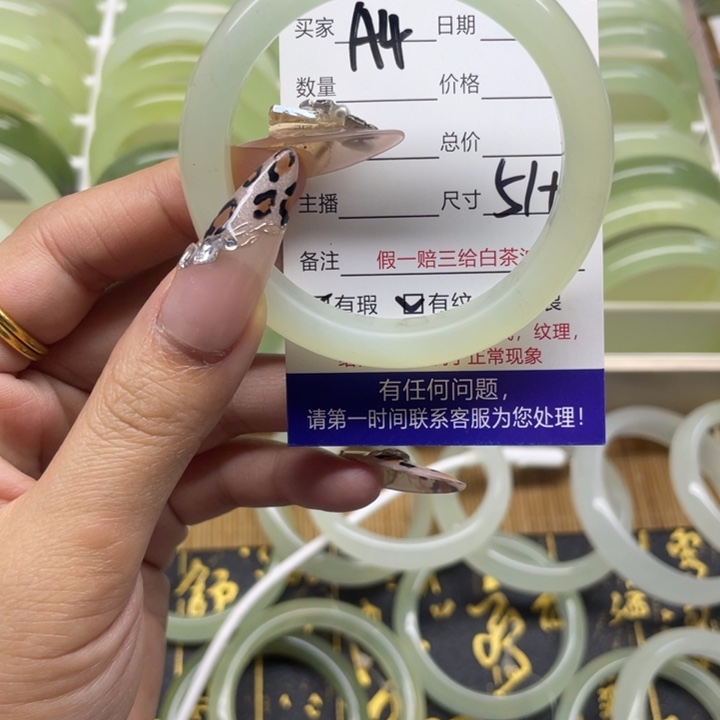 买家 A4 日期
数量 价格
总价
主播 尺寸 51+
备注 假一赔三给白茶
有瑕 有纹
纹理,
正常现象
有任何问题,
请第一时间联系客服为您处理!